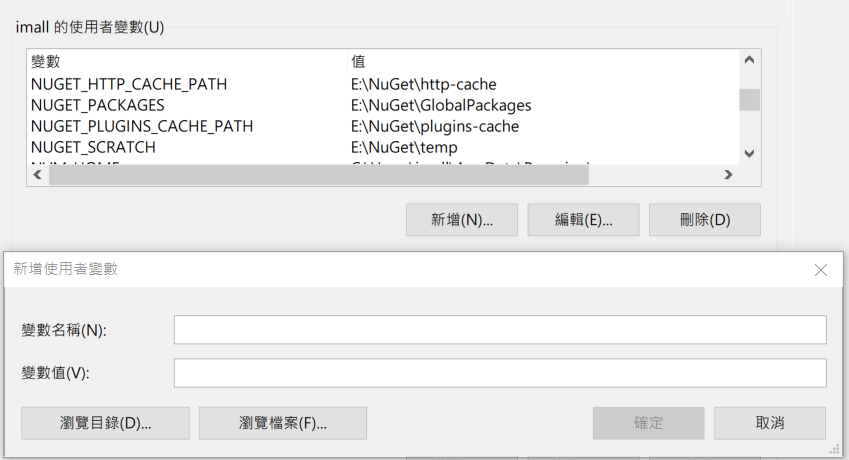 imall 的使用者變數(U)
變數 值
NUGET_HTTP_CACHE_PATH E:\NuGet\http-cache
NUGET_PACKAGES E:\NuGet\GlobalPackages
NUGET_PLUGINS_CACHE_PATH E:\NuGet\plugins-cache
NUGET_SCRATCH E:\NuGet\temp
新增(N)... 編輯(E)... 刪除(D)
新增使用者變數
變數名稱(N):
變數值(V):
瀏覽目錄(D)... 瀏覽檔案(F)... 確定 取消